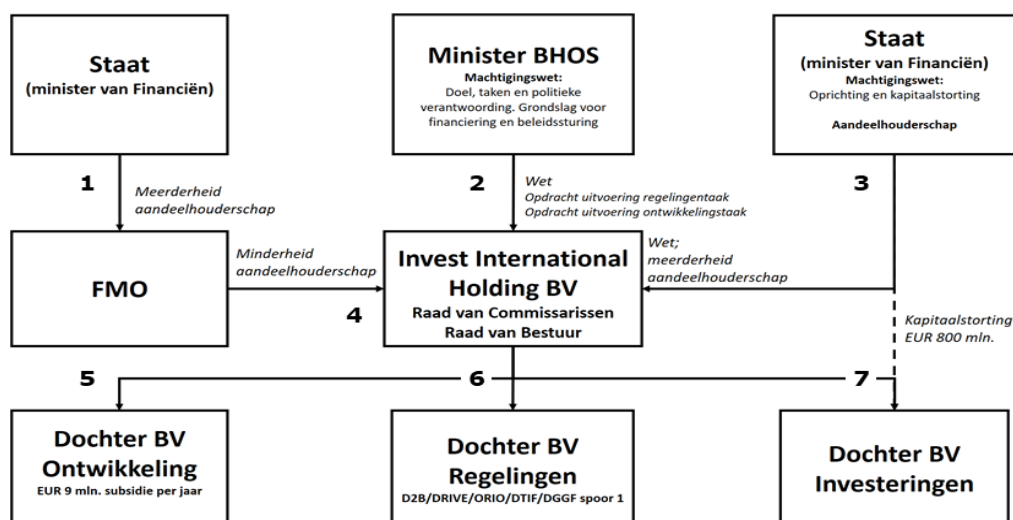 Staat
(minister van Financiën)
Minister BHOS
Machtigingswet:
Doel, taken en politieke
verantwoording. Grondslag voor
financiering en beleidssturing
Staat
(minister van Financiën)
Machtigingswet:
Oprichting en kapitaalstorting
Aandeelhouderschap
1
Meerderheid
aandeelhouderschap
2
Wet
Opdracht uitvoering regelingentaak
Opdracht uitvoering ontwikkelingstaak
3
FMO
Minderheid
aandeelhouderschap
4
Invest International
Holding BV
Raad van Commissarissen
Raad van Bestuur
Wet;
meerderheid
aandeelhouderschap
Kapitaalstorting
EUR 800 mln.
5
6
7
Dochter BV
Ontwikkeling
EUR 9 mln. subsidie per jaar
Dochter BV
Regelingen
D2B/DRIVE/ORIO/DTIF/DGGF spoor 1
Dochter BV
Investeringen